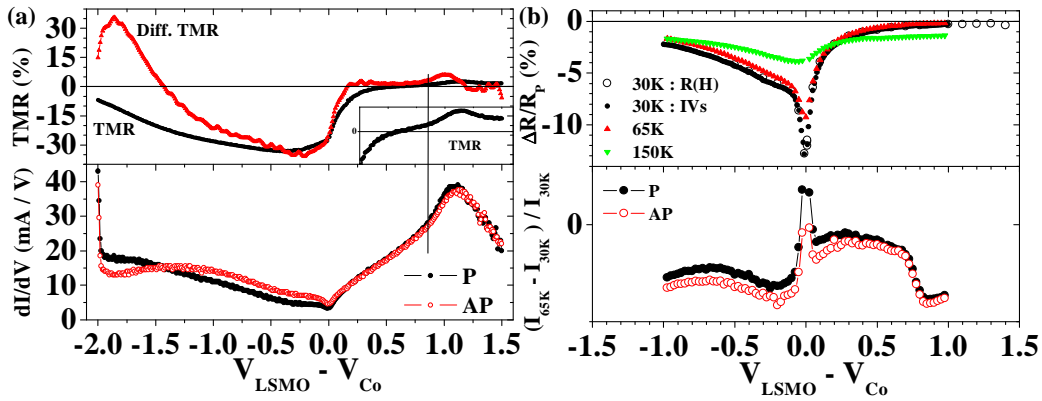 (a)
Diff. TMR
TMR
TMR (%)
30
15
0
-15
-30
0
TMR
dI/dV (mA / V)
50
40
30
20
10
0
P
AP
-2.0 -1.5 -1.0 -0.5 0.0 0.5 1.0 1.5
V_LSMO - V_Co
(b)
ΔR/R_P (%)
0
-5
-10
30K : R(H)
30K : IVs
65K
150K
(I_65K - I_30K) / I_30K
0
P
AP
-1.5 -1.0 -0.5 0.0 0.5 1.0 1.5
V_LSMO - V_Co